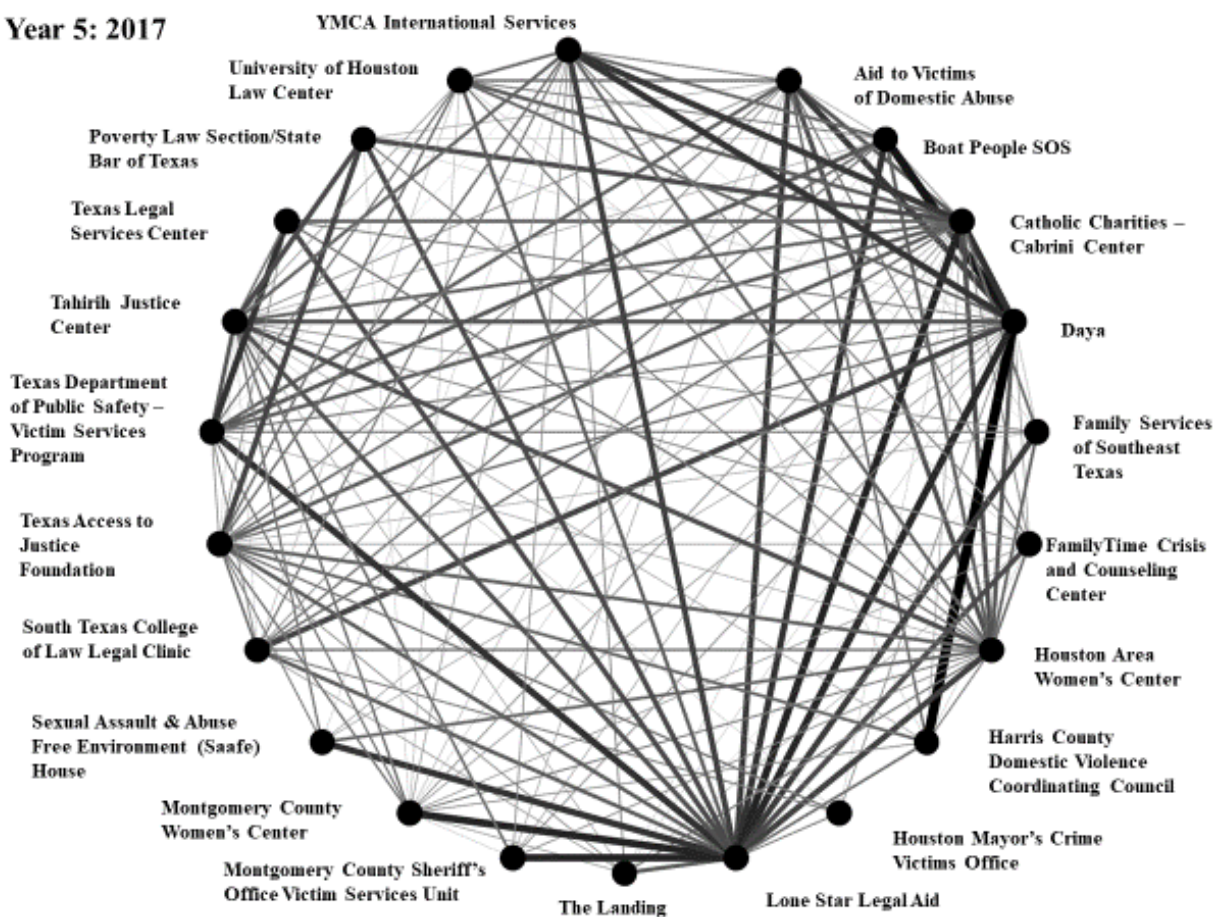 Year 5: 2017
YMCA International Services
University of Houston
Law Center
Aid to Victims
of Domestic Abuse
Poverty Law Section/State
Bar of Texas
Boat People SOS
Texas Legal
Services Center
Catholic Charities –
Cabrini Center
Tahirih Justice
Center
Daya
Texas Department
of Public Safety –
Victim Services
Program
Family Services
of Southeast
Texas
Texas Access to
Justice
Foundation
FamilyTime Crisis
and Counseling
Center
South Texas College
of Law Legal Clinic
Houston Area
Women's Center
Sexual Assault & Abuse
Free Environment (Saafe)
House
Harris County
Domestic Violence
Coordinating Council
Montgomery County
Women's Center
Houston Mayor's Crime
Victims Office
Montgomery County Sheriff's
Office Victim Services Unit
The Landing
Lone Star Legal Aid